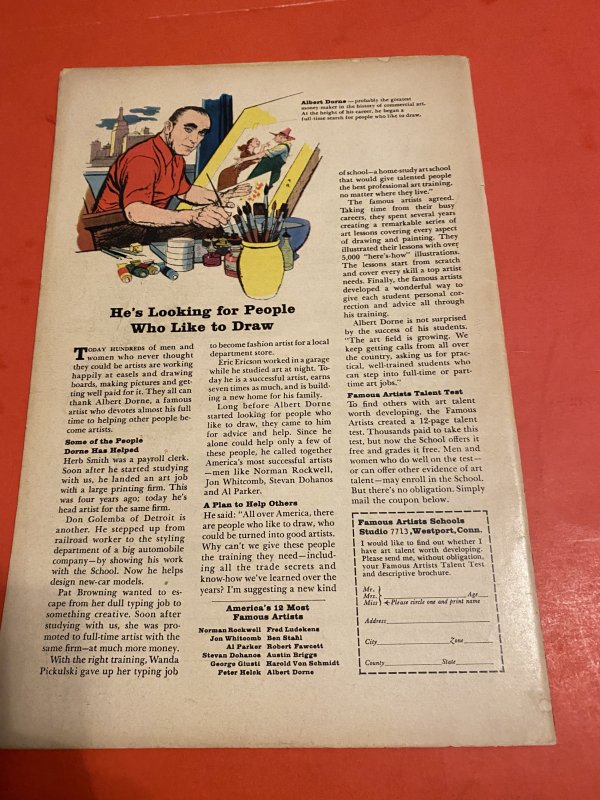 Albert Dorne—probably the greatest
money-maker in the history of commercial art.
At the height of his career, he began a
full-time search for people who like to draw.
He's Looking for People
Who Like to Draw
TODAY HUNDREDS of men and
women who never thought
they could be artists are working
happily at easels and drawing
boards, making pictures and get-
ting well paid for it. They all can
thank Albert Dorne, a famous
artist who devotes almost his full
time to helping other people be-
come artists.
Some of the People
Dorne Has Helped
Herb Smith was a payroll clerk.
Soon after he started studying
with us, he landed an art job
with a large printing firm. This
was four years ago; today he's
head artist for the same firm.
Don Golemba of Detroit is
another. He stepped up from
railroad worker to the styling
department of a big automobile
company—by showing his work
with the School. Now he helps
design new-car models.
Pat Browning wanted to es-
cape from her dull typing job to
something creative. Soon after
studying with us, she was pro-
moted to full-time artist with the
same firm—at much more money.
With the right training, Wanda
Pickulski gave up her typing job
to become fashion artist for a local
department store.
Eric Ericson worked in a garage
while he studied art at night. To-
day he is a successful artist, earns
seven times as much, and is build-
ing a new home for his family.
Long before Albert Dorne
started looking for people who
like to draw, they came to him
for advice and help. Since he
alone could help only a few of
these people, he called together
America's most successful artists
—men like Norman Rockwell,
Jon Whitcomb, Stevan Dohanos
and Al Parker.
A Plan to Help Others
He said: "All over America, there
are people who like to draw, who
could be turned into good artists.
Why can't we give these people
the training they need—includ-
ing all the trade secrets and
know-how we've learned over the
years? I'm suggesting a new kind
America's 12 Most
Famous Artists
Norman Rockwell Fred Ludekens
Jon Whitcomb Ben Stahl
Al Parker Robert Fawcett
Stevan Dohanos Austin Briggs
George Giusti Harold Von Schmidt
Peter Helck Albert Dorne
of school—a home-study art school
that would give talented people
the best professional art training,
no matter where they live."
The famous artists agreed.
Taking time from their busy
careers, they spent several years
creating a remarkable series of
art lessons covering every aspect
of drawing and painting. They
illustrated their lessons with over
5,000 "here's-how" illustrations.
The lessons start from scratch
and cover every skill a top artist
needs. Finally, the famous artists
developed a wonderful way to
give each student personal cor-
rection and advice all through
his training.
Albert Dorne is not surprised
by the success of his students.
"The art field is growing. We
keep getting calls from all over
the country, asking us for prac-
tical, well-trained students who
can step into full-time or part-
time art jobs."
Famous Artists Talent Test
To find others with art talent
worth developing, the Famous
Artists created a 12-page talent
test. Thousands paid to take this
test, but now the School offers it
free and grades it free. Men and
women who do well on the test—
or can offer other evidence of art
talent—may enroll in the School.
But there's no obligation. Simply
mail the coupon below.
Famous Artists Schools
Studio 7713, Westport, Conn.
I would like to find out whether I
have art talent worth developing.
Please send me, without obligation,
your Famous Artists Talent Test
and descriptive brochure.
Mr.
Mrs. Age
Miss Please circle one and print name
Address
City Zone
County State